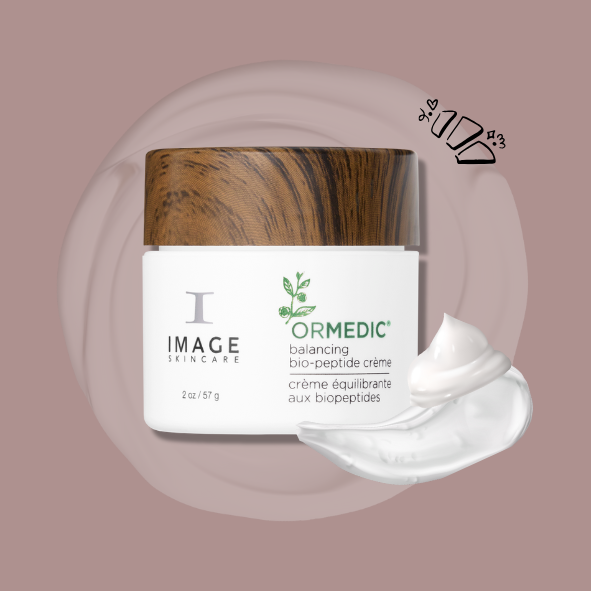 I
IMAGE
SKINCARE
2 oz / 57 g
ORMEDIC®
balancing
bio-peptide crème
crème équilibrante
aux biopeptides